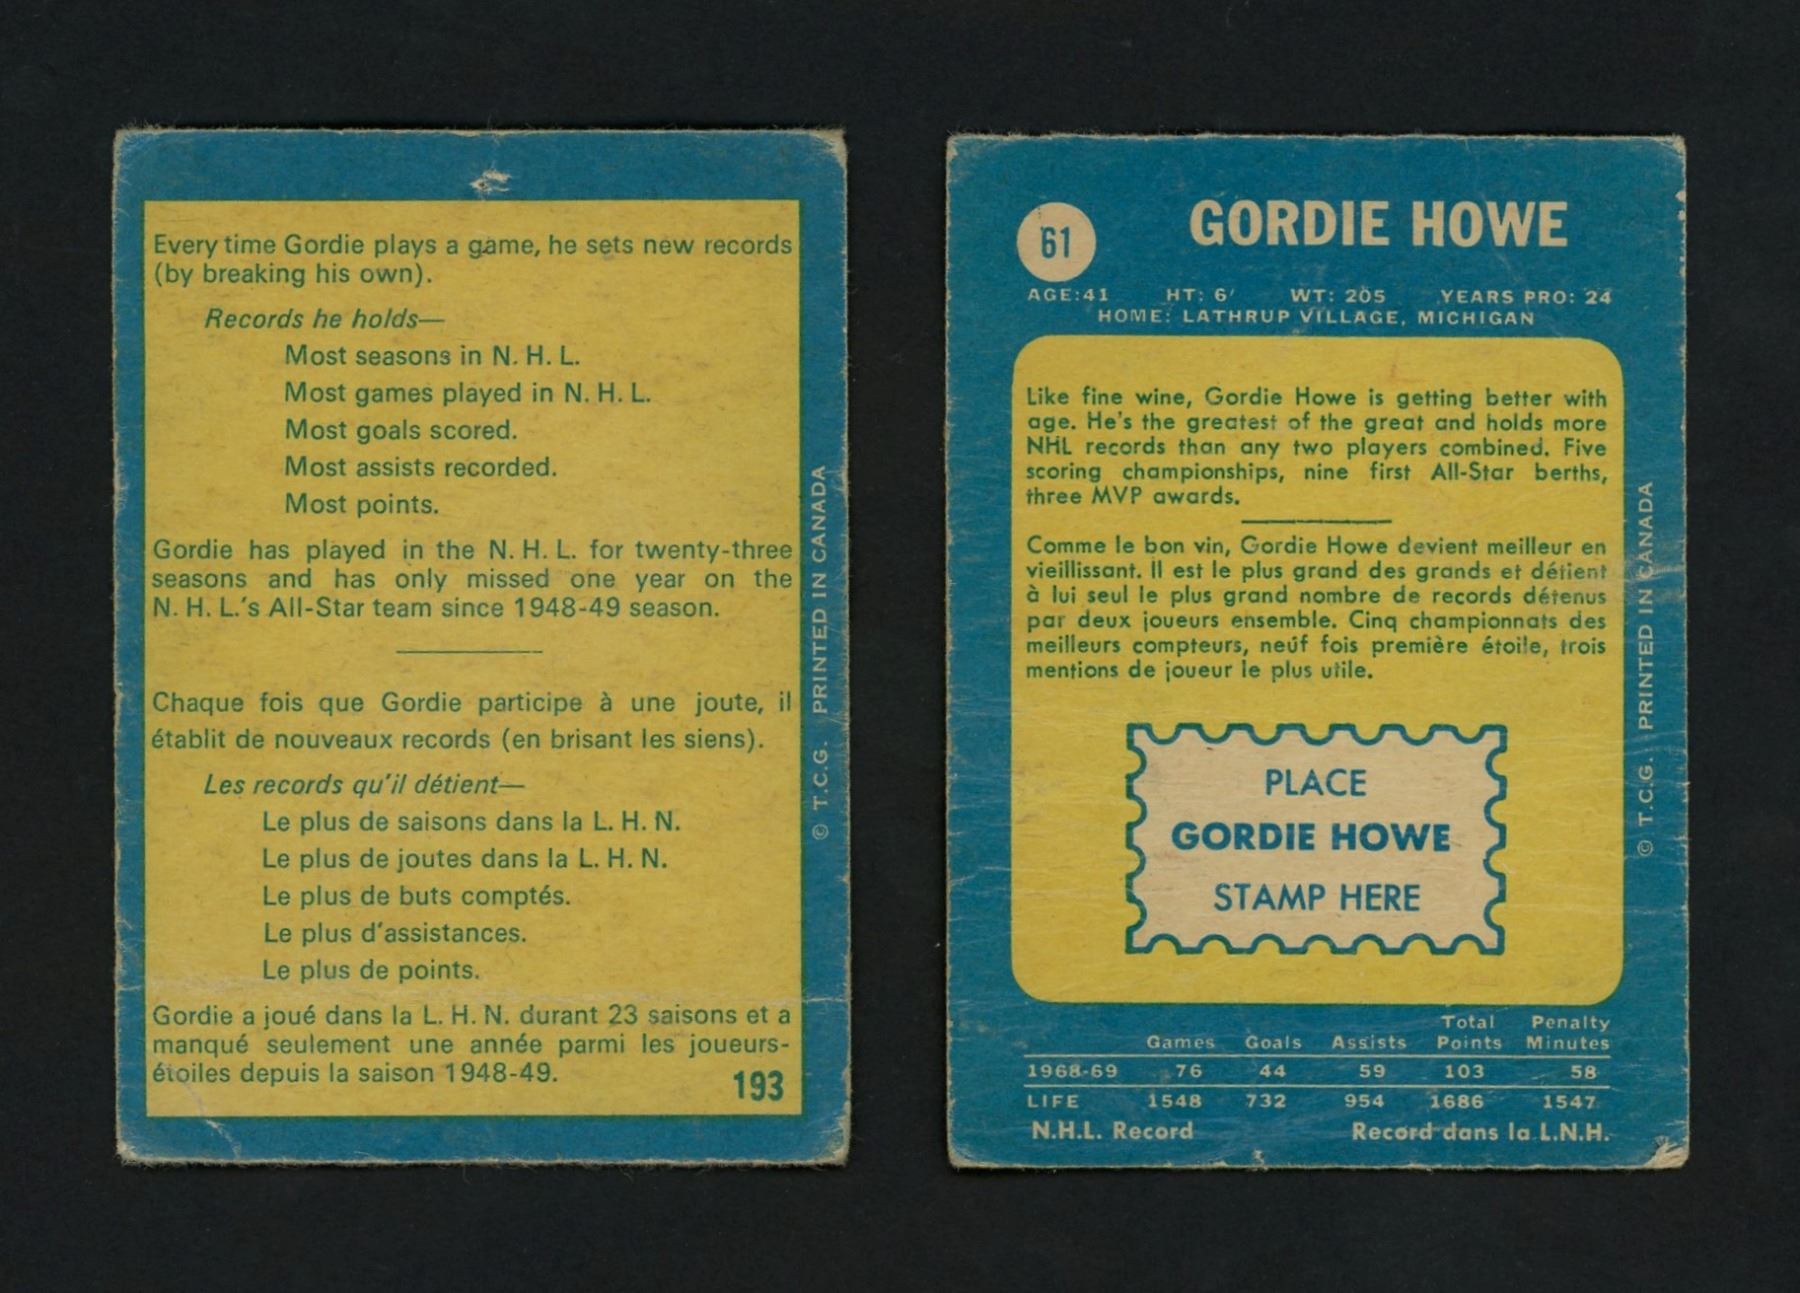 Every time Gordie plays a game, he sets new records
(by breaking his own).
Records he holds—
Most seasons in N. H. L.
Most games played in N. H. L.
Most goals scored.
Most assists recorded.
Most points.
Gordie has played in the N. H. L. for twenty-three
seasons and has only missed one year on the
N. H. L.'s All-Star team since 1948-49 season.
Chaque fois que Gordie participe à une joute, il
établit de nouveaux records (en brisant les siens).
Les records qu'il détient—
Le plus de saisons dans la L. H. N.
Le plus de joutes dans la L. H. N.
Le plus de buts comptés.
Le plus d'assistances.
Le plus de points.
Gordie a joué dans la L. H. N. durant 23 saisons et a
manqué seulement une année parmi les joueurs-
étoiles depuis la saison 1948-49.
193
© T.C.G. PRINTED IN CANADA
61
GORDIE HOWE
AGE:41 HT: 6' WT: 205 YEARS PRO: 24
HOME: LATHRUP VILLAGE, MICHIGAN
Like fine wine, Gordie Howe is getting better with
age. He's the greatest of the great and holds more
NHL records than any two players combined. Five
scoring championships, nine first All-Star berths,
three MVP awards.
Comme le bon vin, Gordie Howe devient meilleur en
vieillissant. Il est le plus grand des grands et détient
à lui seul le plus grand nombre de records détenus
par deux joueurs ensemble. Cinq championnats des
meilleurs compteurs, neuf fois première étoile, trois
mentions de joueur le plus utile.
PLACE
GORDIE HOWE
STAMP HERE
Games Goals Assists Total Points Penalty Minutes
1968-69 76 44 59 103 58
LIFE 1548 732 954 1686 1547
N.H.L. Record Record dans la L.N.H.
© T.C.G. PRINTED IN CANADA